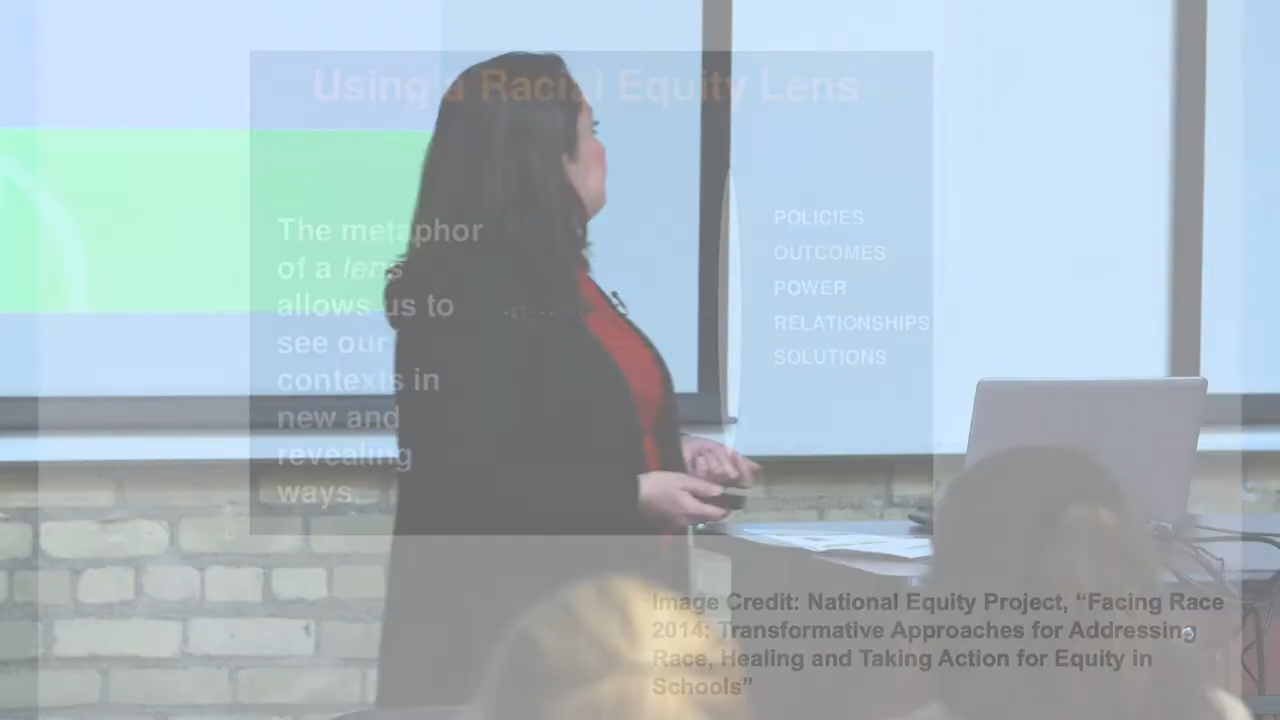 Using a Racial Equity Lens
The metaphor
of a lens
allows us to
see our
contexts in
new and
revealing
ways.
POLICIES
OUTCOMES
POWER
RELATIONSHIPS
SOLUTIONS
Image Credit: National Equity Project, “Facing Race
2014: Transformative Approaches for Addressing
Race, Healing and Taking Action for Equity in
Schools”